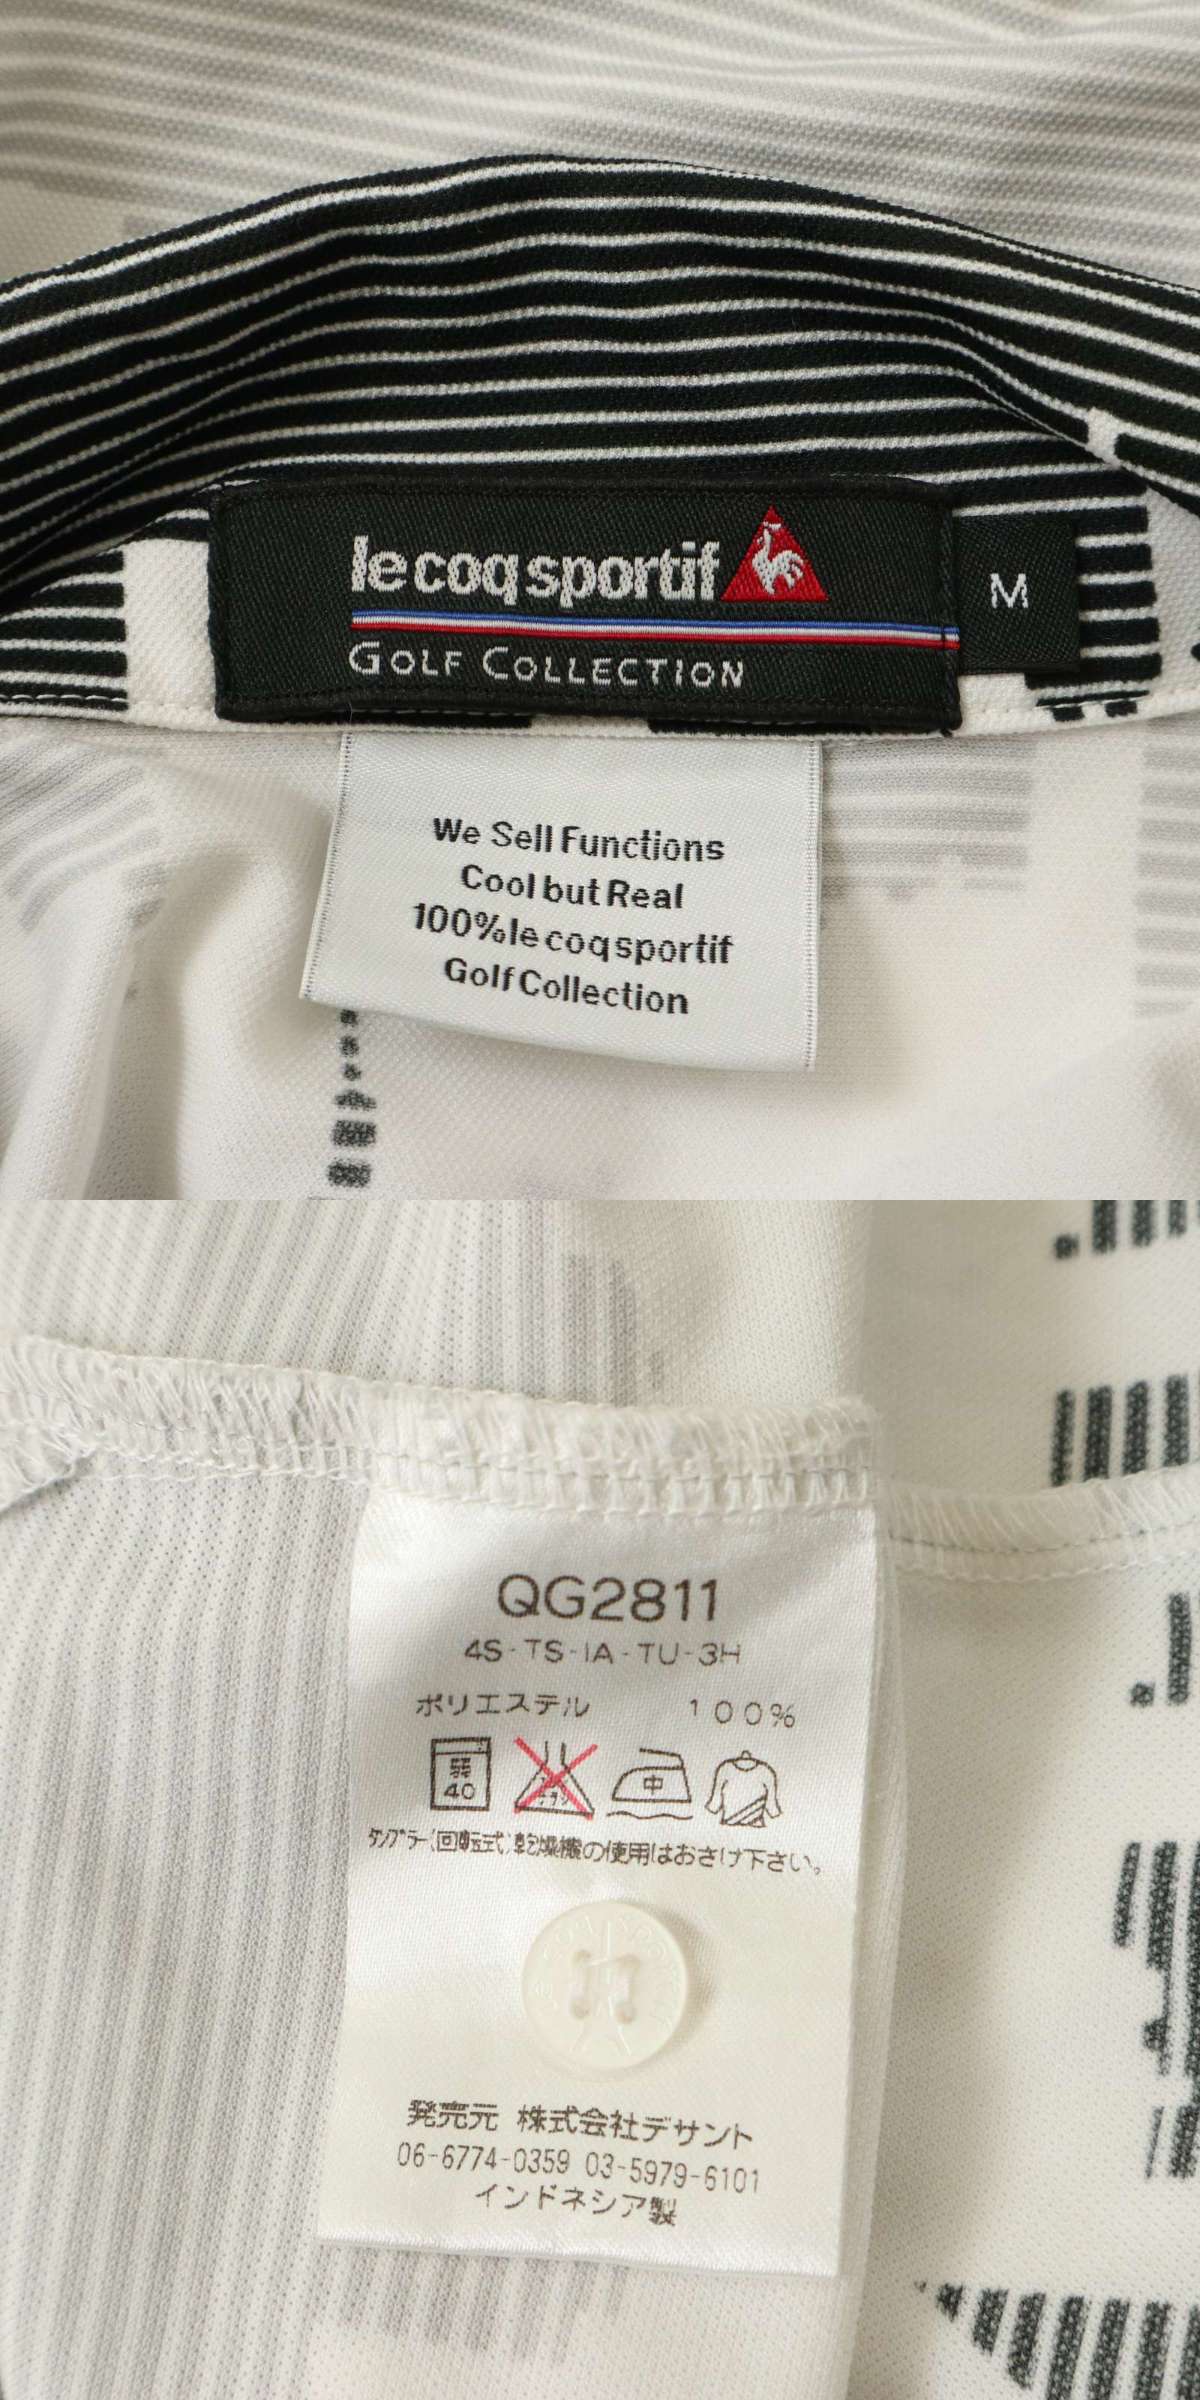 le coq sportif
GOLF COLLECTION
M
We Sell Functions
Cool but Real
100% le coq sportif
Golf Collection
QG2811
4S-TS-IA-TU-3H
ポリエステル 100%
弱
40
中
タンブラー(回転式)乾燥機の使用はおさけ下さい。
発売元 株式会社デサント
06-6774-0359 03-5979-6101
インドネシア製